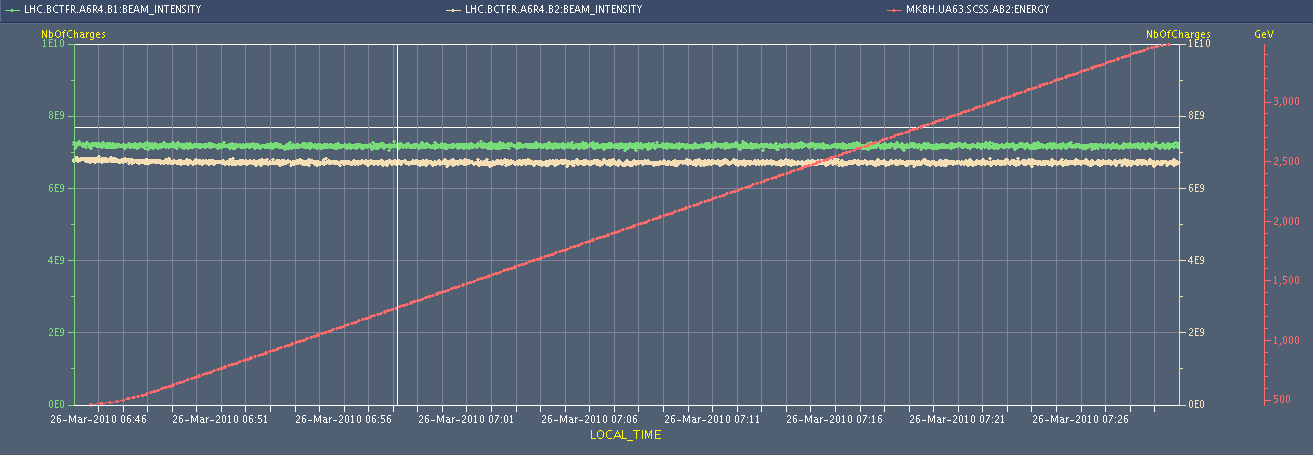 LHC.BCTFR.A6R4.B1:BEAM_INTENSITY LHC.BCTFR.A6R4.B2:BEAM_INTENSITY MKBH.UA63.SCSS.AB2:ENERGY
NbOfCharges NbOfCharges GeV
1E10 1E10
3,000
8E9 8E9
2,500
6E9 6E9
2,000
4E9 4E9
1,500
2E9 2E9
1,000
500
0E0 0E0
26-Mar-2010 06:46 26-Mar-2010 06:51 26-Mar-2010 06:56 26-Mar-2010 07:01 26-Mar-2010 07:06 26-Mar-2010 07:11 26-Mar-2010 07:16 26-Mar-2010 07:21 26-Mar-2010 07:26
LOCAL_TIME